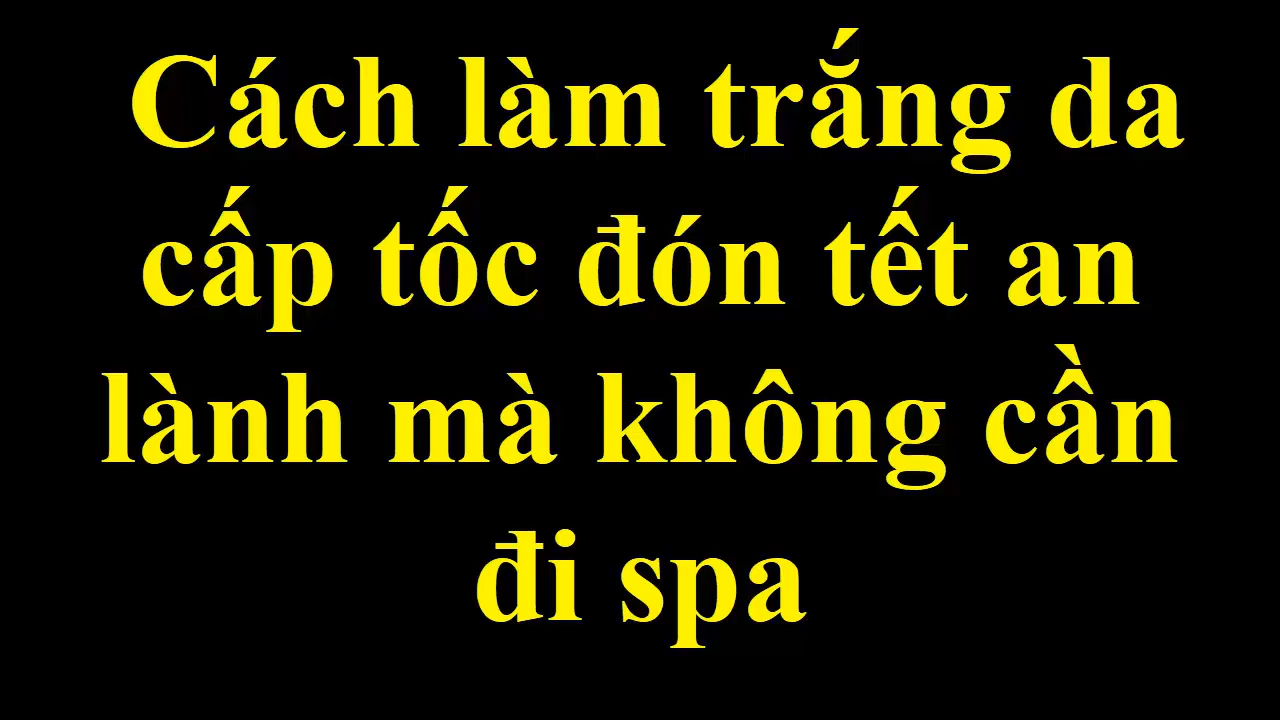 Cách làm trắng da
cấp tốc đón tết an
lành mà không cần
đi spa